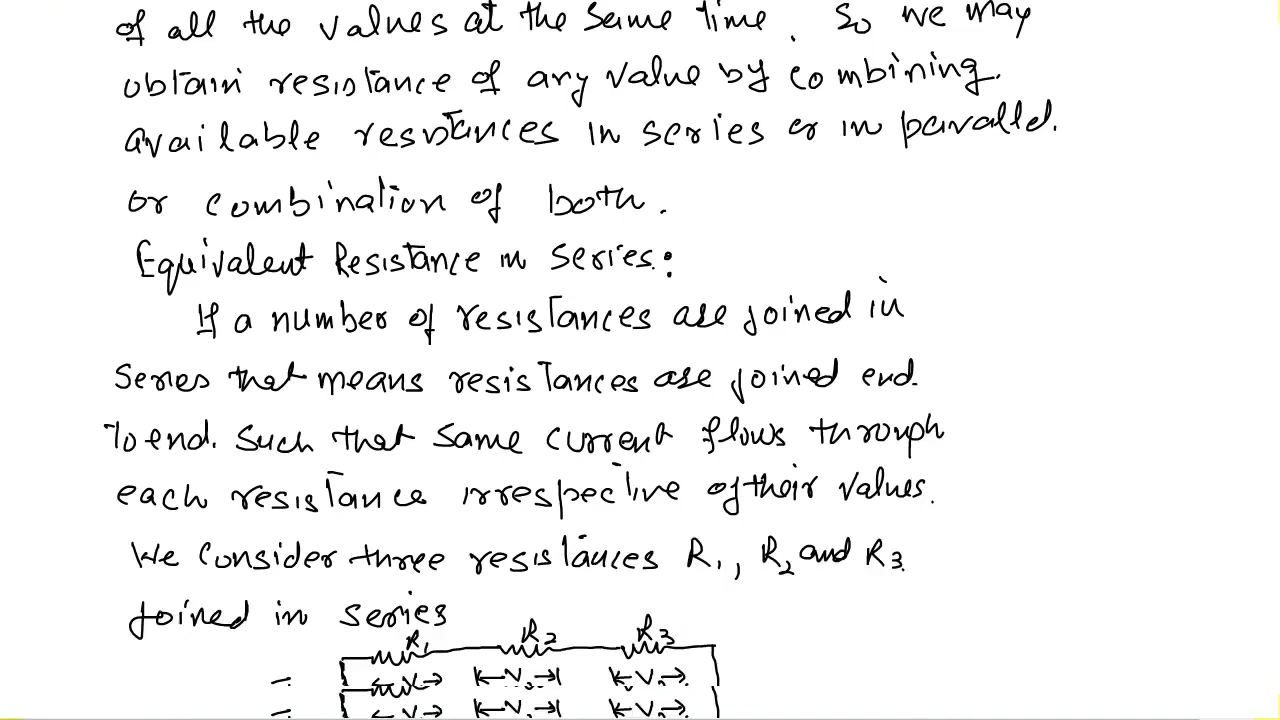 of all the values at the same time. So we may
obtain resistance of any value by combining.
available resistances in series or in parallel.
or combination of both.
Equivalent Resistance in series:
If a number of resistances are joined in
series that means resistances are joined end.
To end. Such that same current flows through
each resistance irrespective of their values.
We consider three resistances R1, R2 and R3.
joined in series
R1 R2 R3